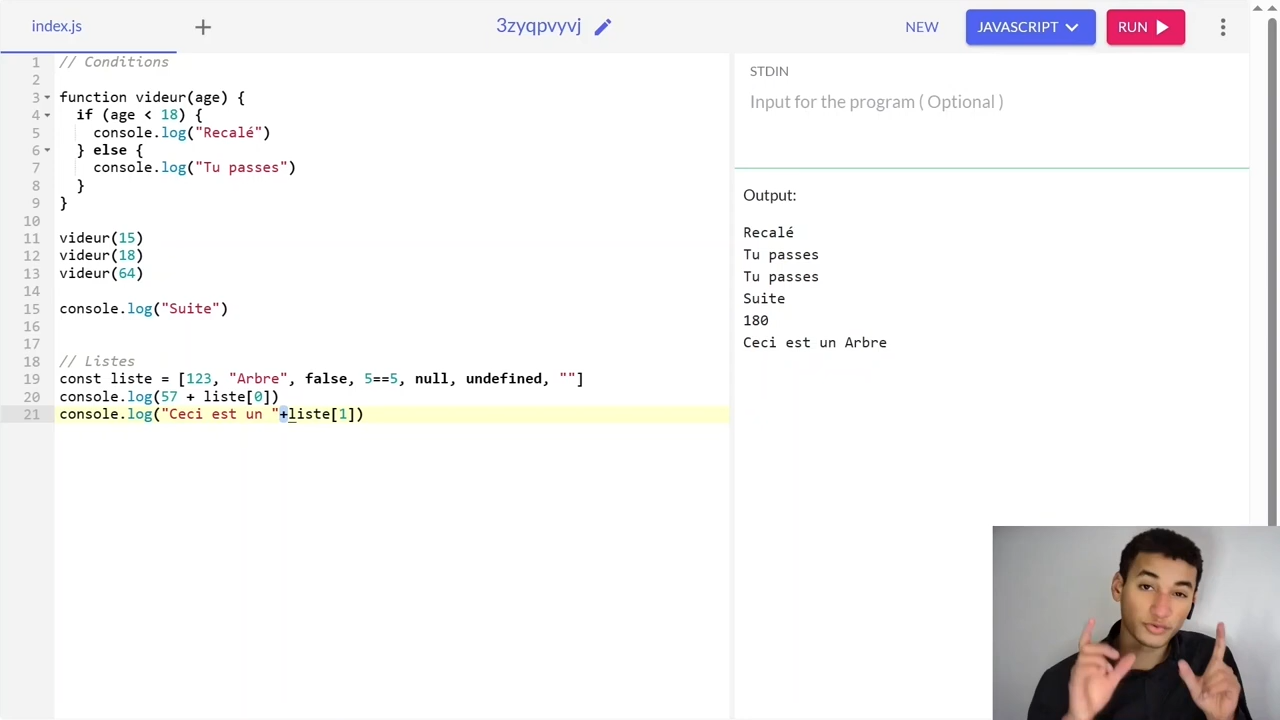 index.js
+
3zyqpvyvj
NEW
JAVASCRIPT
RUN
1 // Conditions
2
3 function videur(age) {
4 if (age < 18) {
5 console.log("Recalé")
6 } else {
7 console.log("Tu passes")
8 }
9 }
10
11 videur(15)
12 videur(18)
13 videur(64)
14
15 console.log("Suite")
16
17
18 // Listes
19 const liste = [123, "Arbre", false, 5==5, null, undefined, ""]
20 console.log(57 + liste[0])
21 console.log("Ceci est un "+liste[1])
STDIN
Input for the program ( Optional )
Output:
Recalé
Tu passes
Tu passes
Suite
180
Ceci est un Arbre